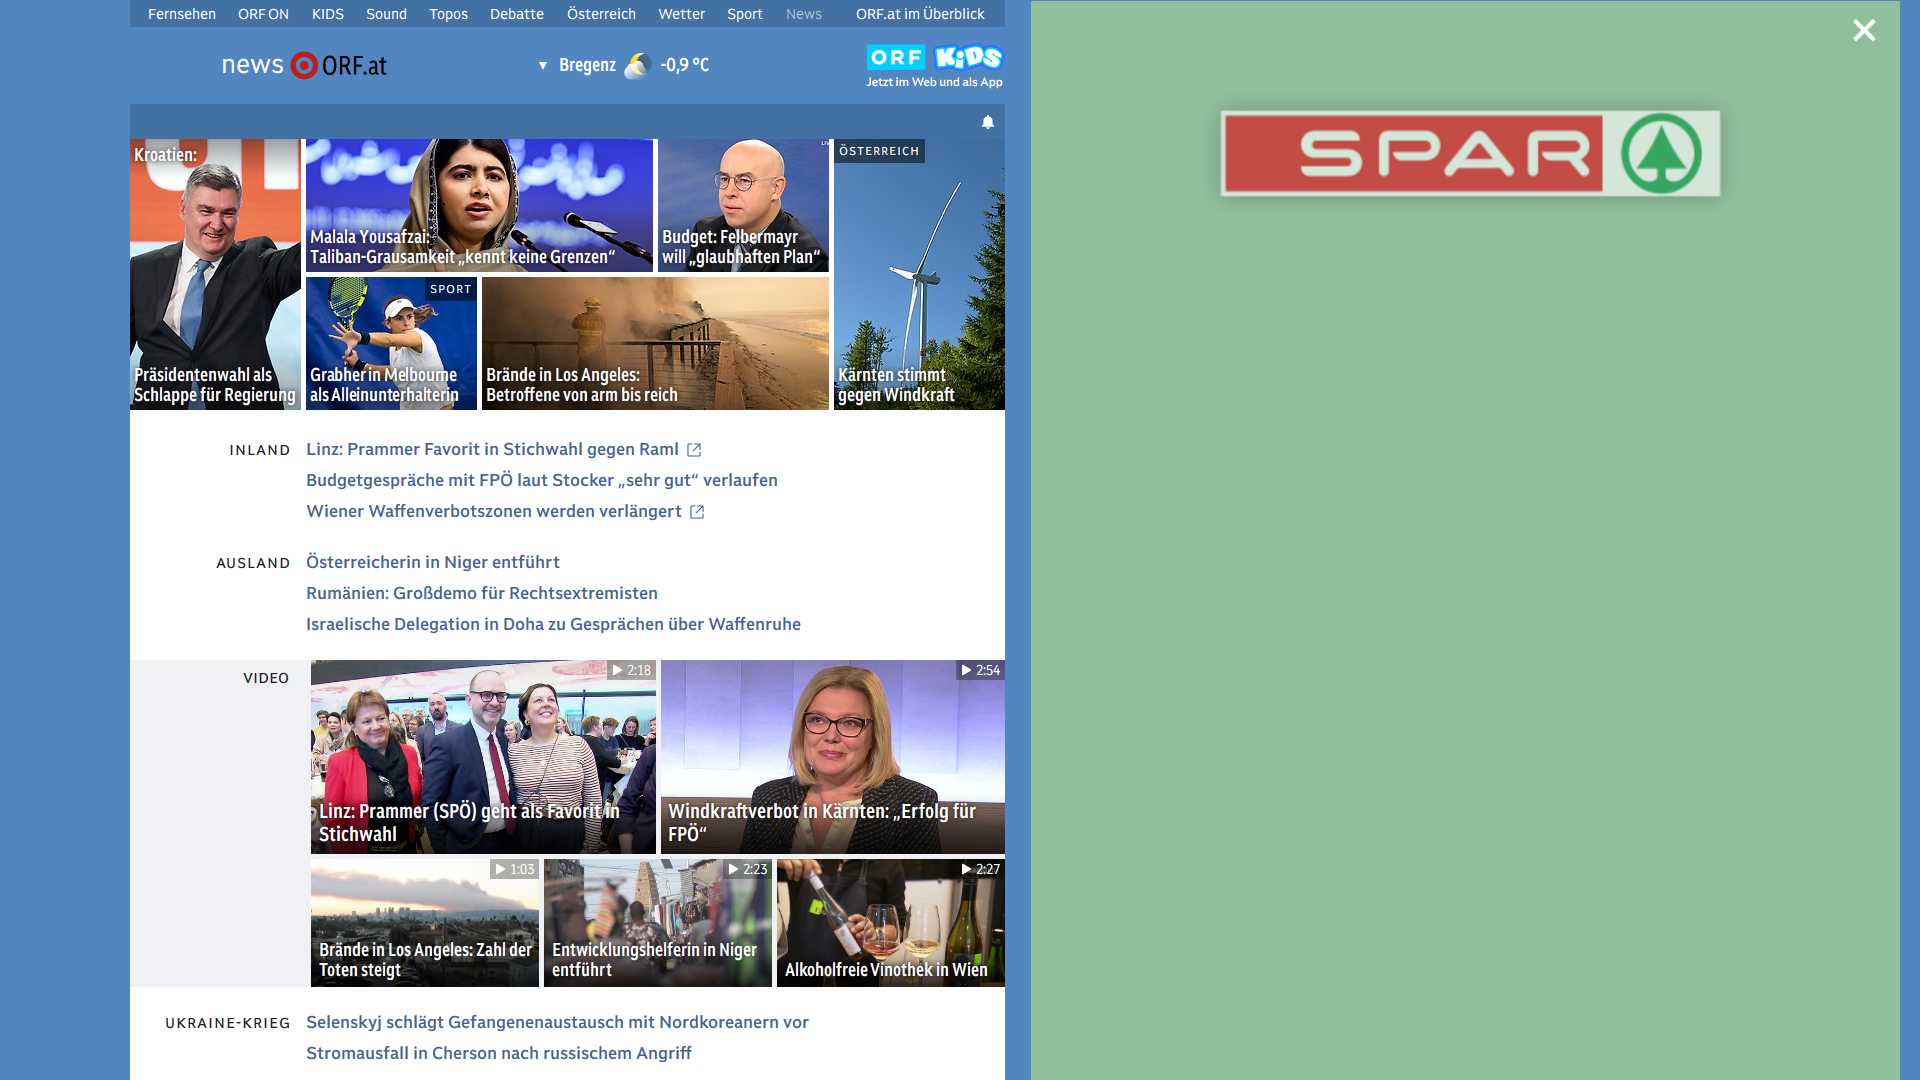 Fernsehen ORF ON KIDS Sound Topos Debatte Österreich Wetter Sport News ORF.at im Überblick
news ORF.at
▼ Bregenz -0,9 °C
ORF KiDS
Jetzt im Web und als App
SPAR
Kroatien:
Präsidentenwahl als
Schlappe für Regierung
Malala Yousafzai:
Taliban-Grausamkeit „kennt keine Grenzen“
Budget: Felbermayr
will „glaubhaften Plan“
ÖSTERREICH
Kärnten stimmt
gegen Windkraft
SPORT
Grabher in Melbourne
als Alleinunterhalterin
Brände in Los Angeles:
Betroffene von arm bis reich
INLAND
Linz: Prammer Favorit in Stichwahl gegen Raml
Budgetgespräche mit FPÖ laut Stocker „sehr gut“ verlaufen
Wiener Waffenverbotszonen werden verlängert
AUSLAND
Österreicherin in Niger entführt
Rumänien: Großdemo für Rechtsextremisten
Israelische Delegation in Doha zu Gesprächen über Waffenruhe
VIDEO
2:18
Linz: Prammer (SPÖ) geht als Favorit in
Stichwahl
2:54
Windkraftverbot in Kärnten: „Erfolg für
FPÖ“
1:03
Brände in Los Angeles: Zahl der
Toten steigt
2:23
Entwicklungshelferin in Niger
entführt
2:27
Alkoholfreie Vinothek in Wien
UKRAINE-KRIEG
Selenskyj schlägt Gefangenenaustausch mit Nordkoreanern vor
Stromausfall in Cherson nach russischem Angriff